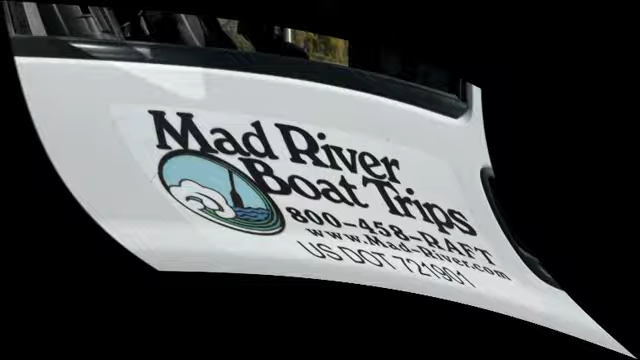 Mad River
Boat Trips
800-458-RAFT
www.Mad-River.com
US DOT 721901